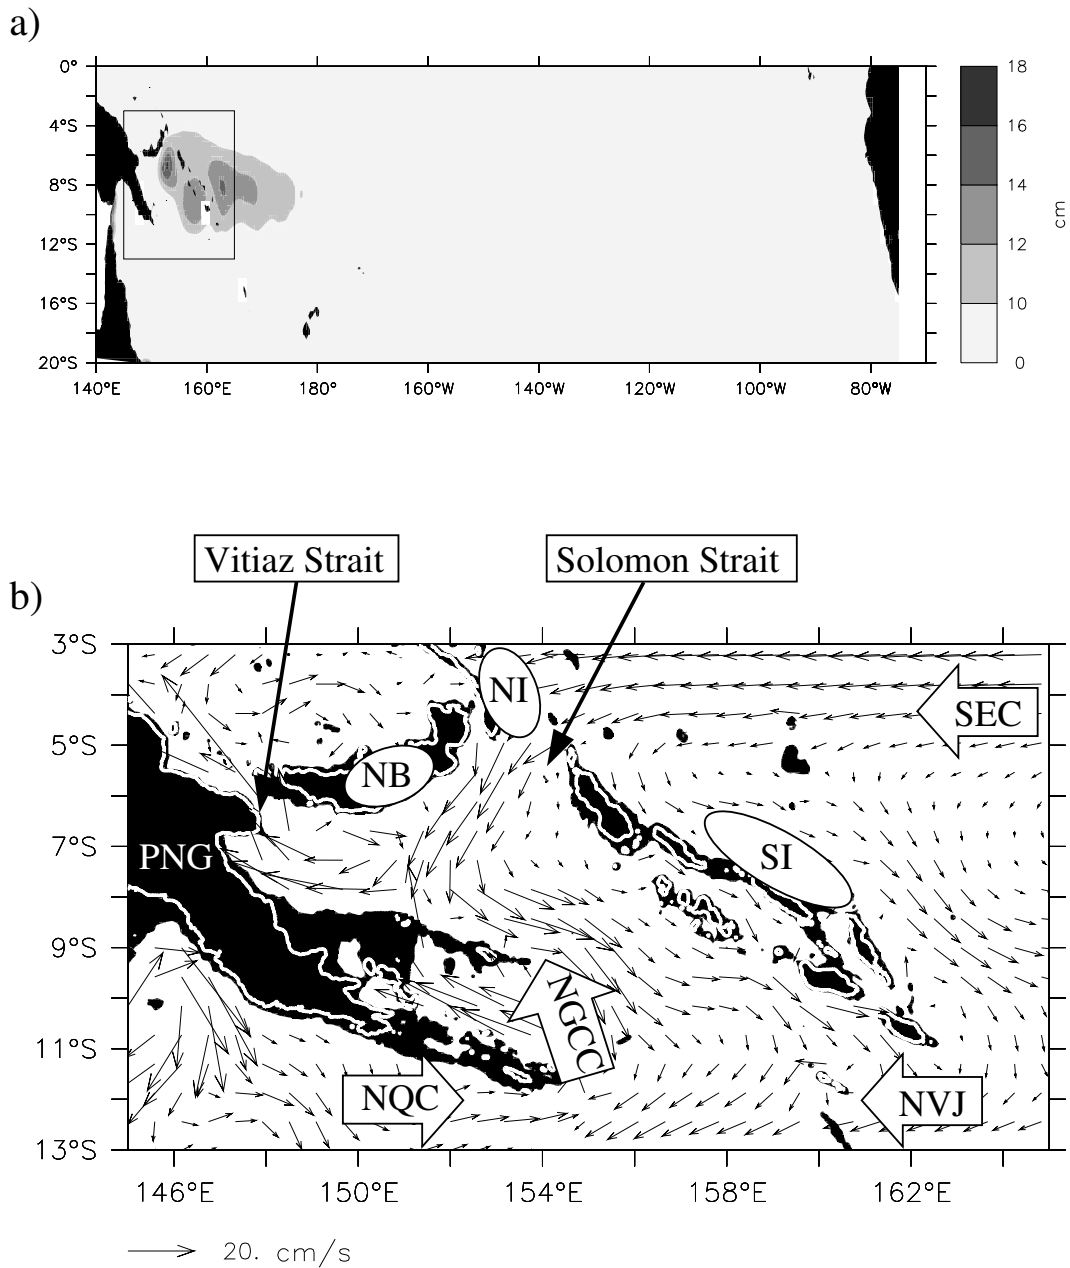 a)
0°
4°S
8°S
12°S
16°S
20°S
140°E
160°E
180°
160°W
140°W
120°W
100°W
80°W
18
16
14
12
10
0
cm
Vitiaz Strait
Solomon Strait
b)
3°S
5°S
7°S
9°S
11°S
13°S
NI
SEC
NB
PNG
SI
NGCC
NQC
NVJ
146°E
150°E
154°E
158°E
162°E
20. cm/s